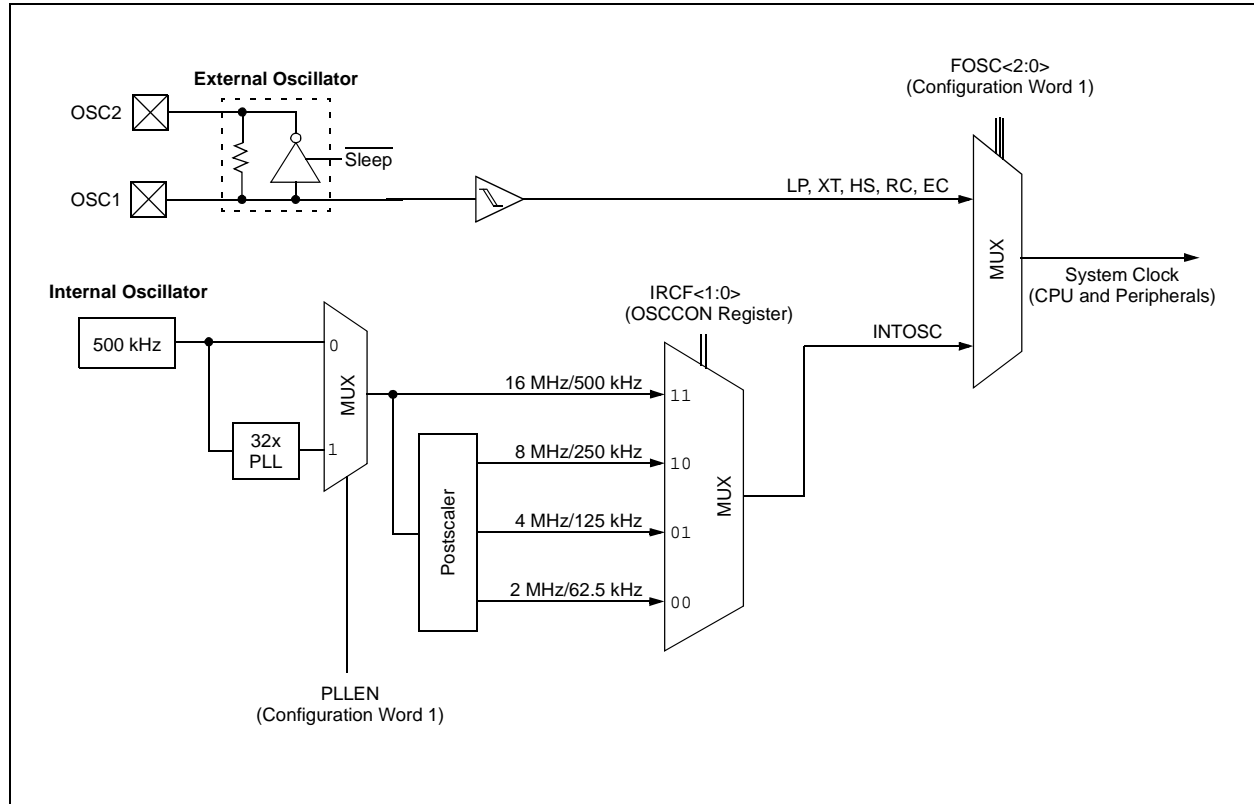 FOSC<2:0>
(Configuration Word 1)
External Oscillator
OSC2
Sleep
OSC1
LP, XT, HS, RC, EC
MUX
System Clock
(CPU and Peripherals)
Internal Oscillator
500 kHz
0
MUX
1
32x
PLL
IRCF<1:0>
(OSCCON Register)
INTOSC
16 MHz/500 kHz
11
8 MHz/250 kHz
10
Postscaler
MUX
4 MHz/125 kHz
01
2 MHz/62.5 kHz
00
PLLEN
(Configuration Word 1)